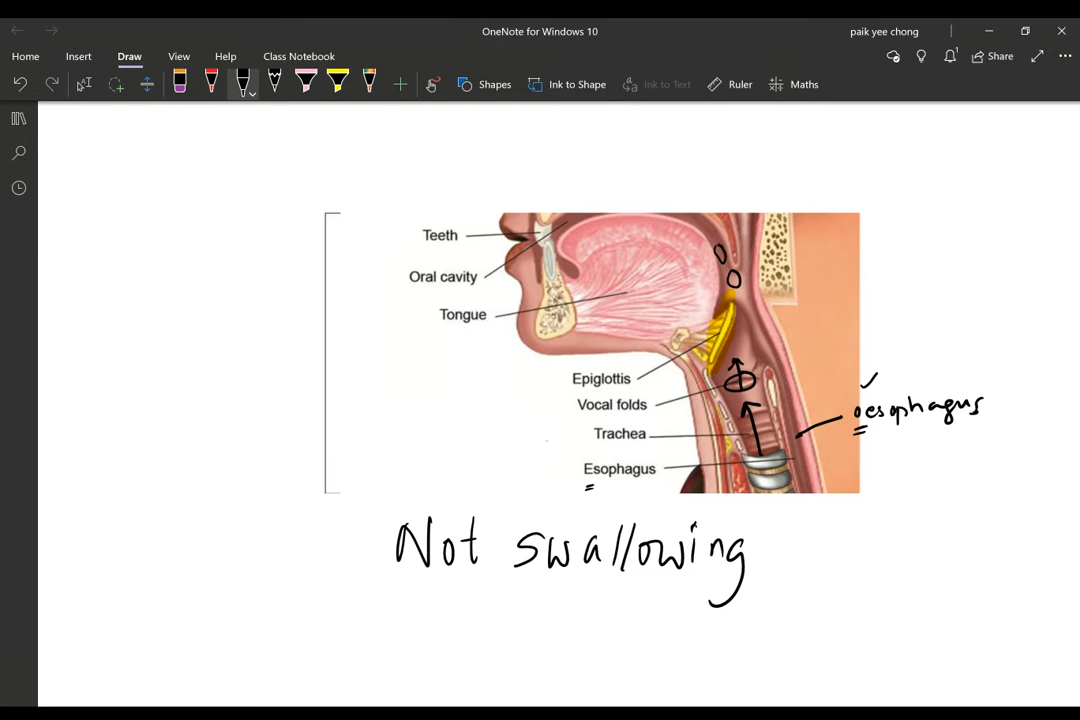 OneNote for Windows 10
paik yee chong
Home Insert Draw View Help Class Notebook
1 Share
Shapes Ink to Shape Ink to Text Ruler Maths
Teeth
Oral cavity
Tongue
Epiglottis
Vocal folds
oesophagus
Trachea
Esophagus
Not swallowing